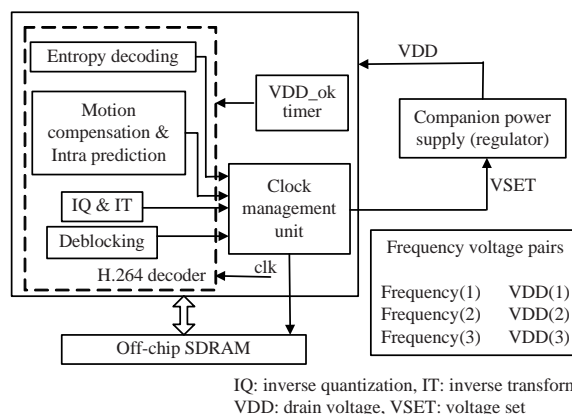 Entropy decoding
Motion
compensation &
Intra prediction
IQ & IT
Deblocking
H.264 decoder
VDD_ok
timer
Clock
management
unit
clk
Off-chip SDRAM
VDD
Companion power
supply (regulator)
VSET
Frequency voltage pairs
Frequency(1) VDD(1)
Frequency(2) VDD(2)
Frequency(3) VDD(3)
IQ: inverse quantization, IT: inverse transform
VDD: drain voltage, VSET: voltage set